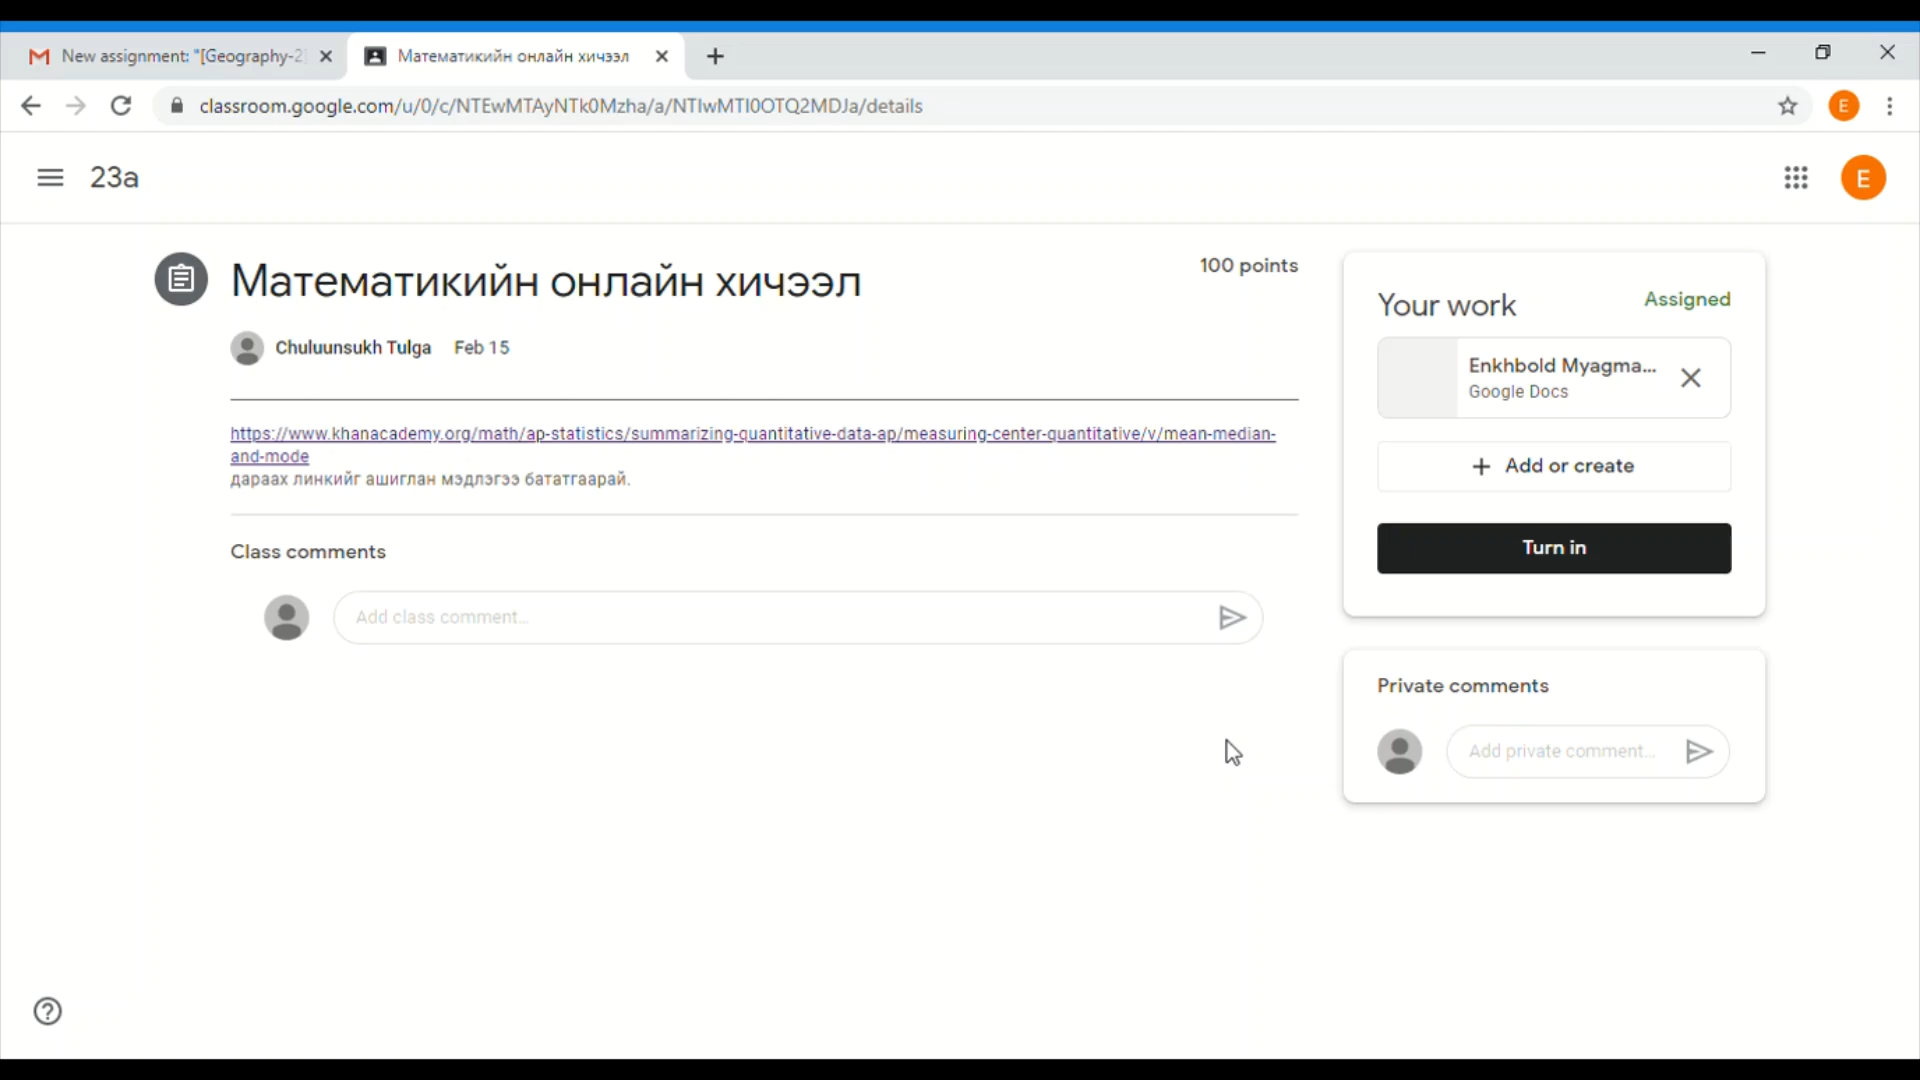 New assignment: "[Geography-2]
Математикийн онлайн хичээл
classroom.google.com/u/0/c/NTEwMTAyNTk0Mzha/a/NTIwMTI0OTQ2MDJa/details
E
23a
E
Математикийн онлайн хичээл
100 points
Chuluunsukh Tulga Feb 15
https://www.khanacademy.org/math/ap-statistics/summarizing-quantitative-data-ap/measuring-center-quantitative/v/mean-median-
and-mode
дараах линкийг ашиглан мэдлэгээ бататгаарай.
Class comments
Add class comment...
Your work
Assigned
Enkhbold Myagma...
Google Docs
Add or create
Turn in
Private comments
Add private comment...